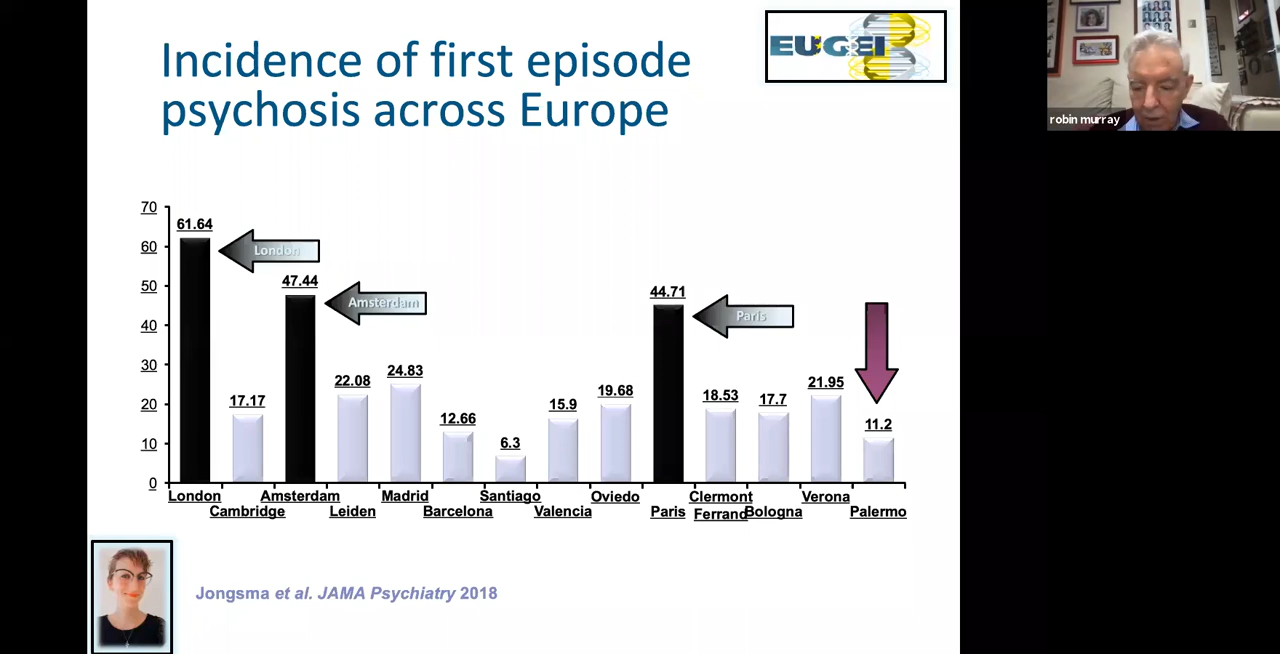 Incidence of first episode
psychosis across Europe
EUGEI
robin murray
70
60
50
40
30
20
10
0
61.64
17.17
47.44
22.08
24.83
12.66
6.3
15.9
19.68
44.71
18.53
17.7
21.95
11.2
London
Amsterdam
Paris
London
Cambridge
Amsterdam
Leiden
Madrid
Barcelona
Santiago
Valencia
Oviedo
Paris
Clermont
Ferrand
Bologna
Verona
Palermo
Jongsma et al. JAMA Psychiatry 2018